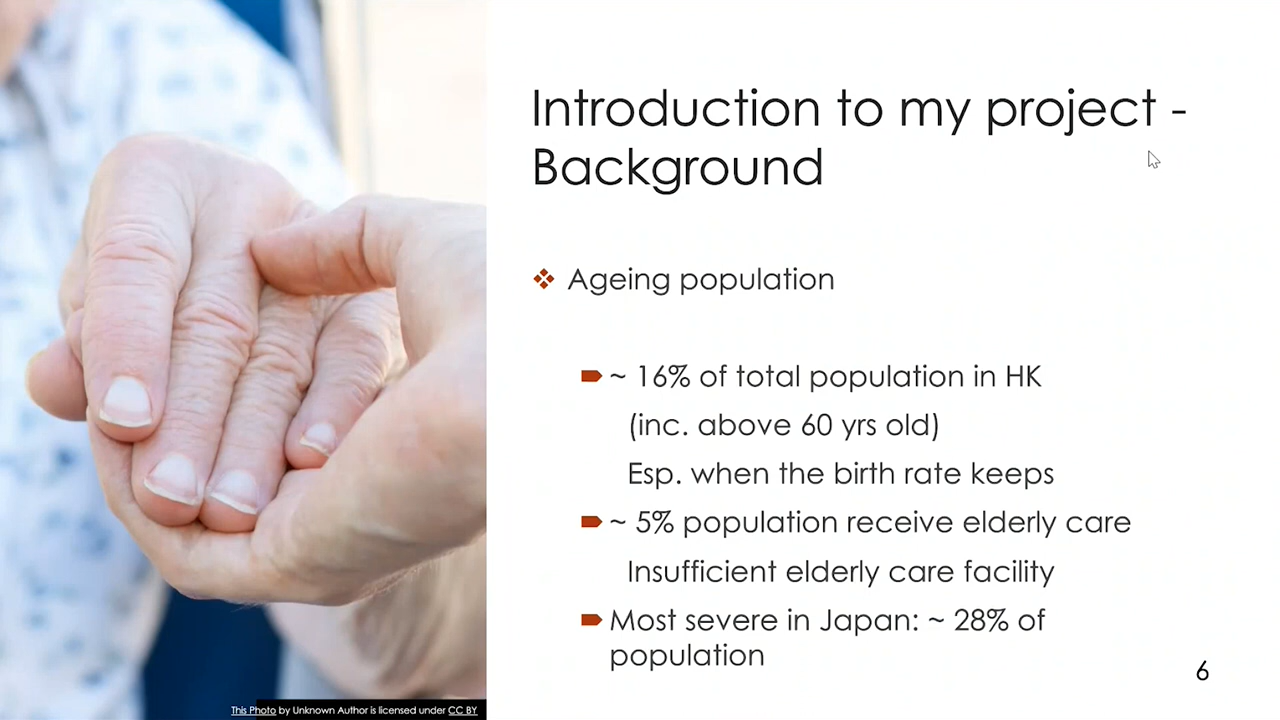 Introduction to my project -
Background
Ageing population
~ 16% of total population in HK
(inc. above 60 yrs old)
Esp. when the birth rate keeps
~ 5% population receive elderly care
Insufficient elderly care facility
Most severe in Japan: ~ 28% of
population
6
This Photo by Unknown Author is licensed under CC BY